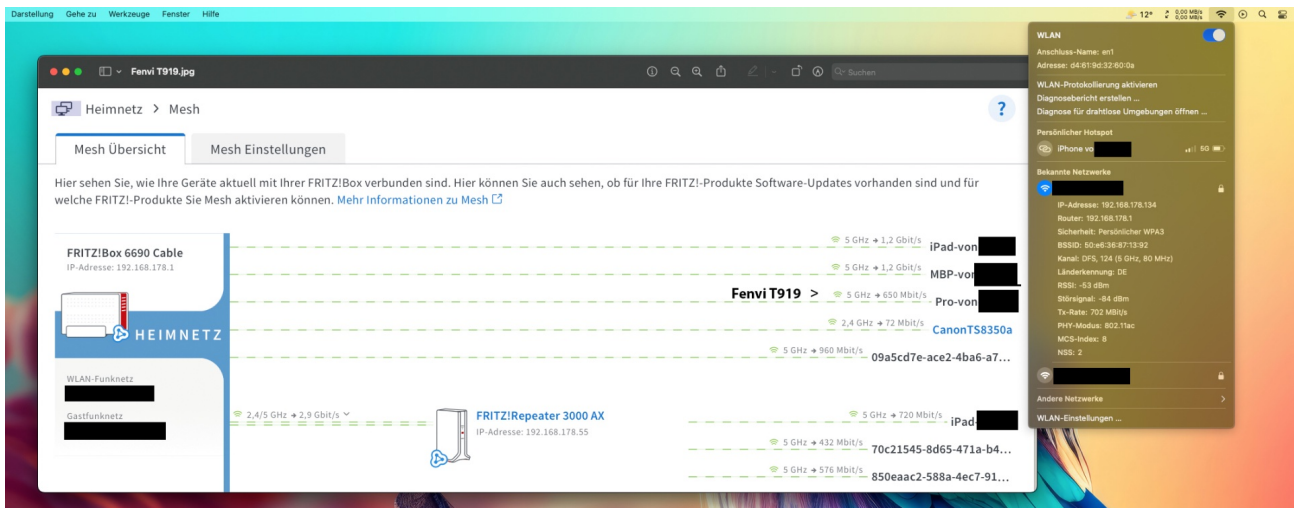 Darstellung Gehe zu Werkzeuge Fenster Hilfe
12° 0,00 MB/s
0,00 MB/s
Fenvi T919.jpg
Suchen
Heimnetz > Mesh
?
Mesh Übersicht Mesh Einstellungen
Hier sehen Sie, wie Ihre Geräte aktuell mit Ihrer FRITZ!Box verbunden sind. Hier können Sie auch sehen, ob für Ihre FRITZ!-Produkte Software-Updates vorhanden sind und für
welche FRITZ!-Produkte Sie Mesh aktivieren können. Mehr Informationen zu Mesh
FRITZ!Box 6690 Cable
IP-Adresse: 192.168.178.1
HEIMNETZ
WLAN-Funknetz
Gastfunknetz
5 GHz → 1,2 Gbit/s iPad-von
5 GHz → 1,2 Gbit/s MBP-vor
Fenvi T919 > 5 GHz → 650 Mbit/s Pro-von
2,4 GHz → 72 Mbit/s CanonTS8350a
5 GHz → 960 Mbit/s 09a5cd7e-ace2-4ba6-a7...
2,4/5 GHz → 2,9 Gbit/s
FRITZ!Repeater 3000 AX
IP-Adresse: 192.168.178.55
5 GHz → 720 Mbit/s iPad-
5 GHz → 432 Mbit/s 70c21545-8d65-471a-b4...
5 GHz → 576 Mbit/s 850eaac2-588a-4ec7-91...
WLAN
Anschluss-Name: en1
Adresse: d4:61:9d:32:60:0a
WLAN-Protokollierung aktivieren
Diagnosebericht erstellen ...
Diagnose für drahtlose Umgebungen öffnen ...
Persönlicher Hotspot
iPhone vo 5G
Bekannte Netzwerke
IP-Adresse: 192.168.178.134
Router: 192.168.178.1
Sicherheit: Persönlicher WPA3
BSSID: 50:e6:36:87:13:92
Kanal: DFS, 124 (5 GHz, 80 MHz)
Länderkennung: DE
RSSI: -53 dBm
Störsignal: -84 dBm
Tx-Rate: 702 MBit/s
PHY-Modus: 802.11ac
MCS-Index: 8
NSS: 2
Andere Netzwerke
WLAN-Einstellungen ...